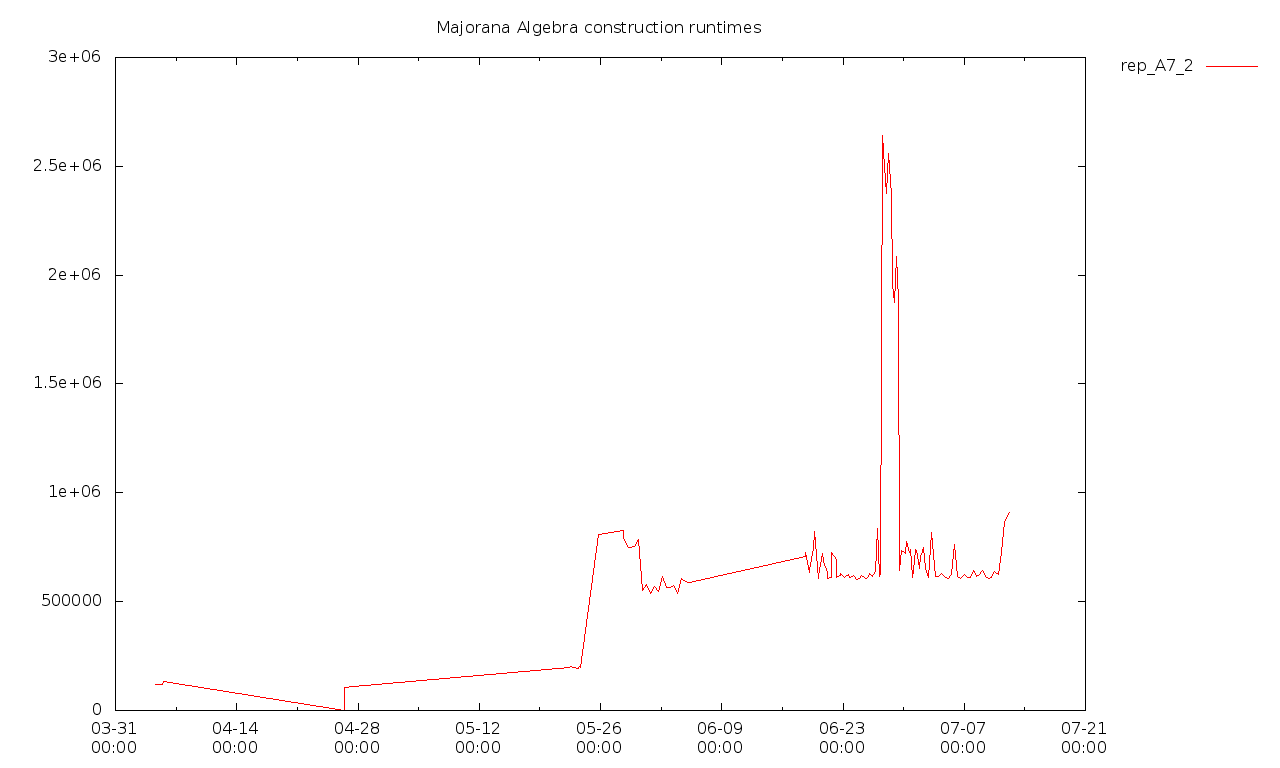 Majorana Algebra construction runtimes
rep_A7_2
3e+06
2.5e+06
2e+06
1.5e+06
1e+06
500000
0
03-31 04-14 04-28 05-12 05-26 06-09 06-23 07-07 07-21
00:00 00:00 00:00 00:00 00:00 00:00 00:00 00:00 00:00